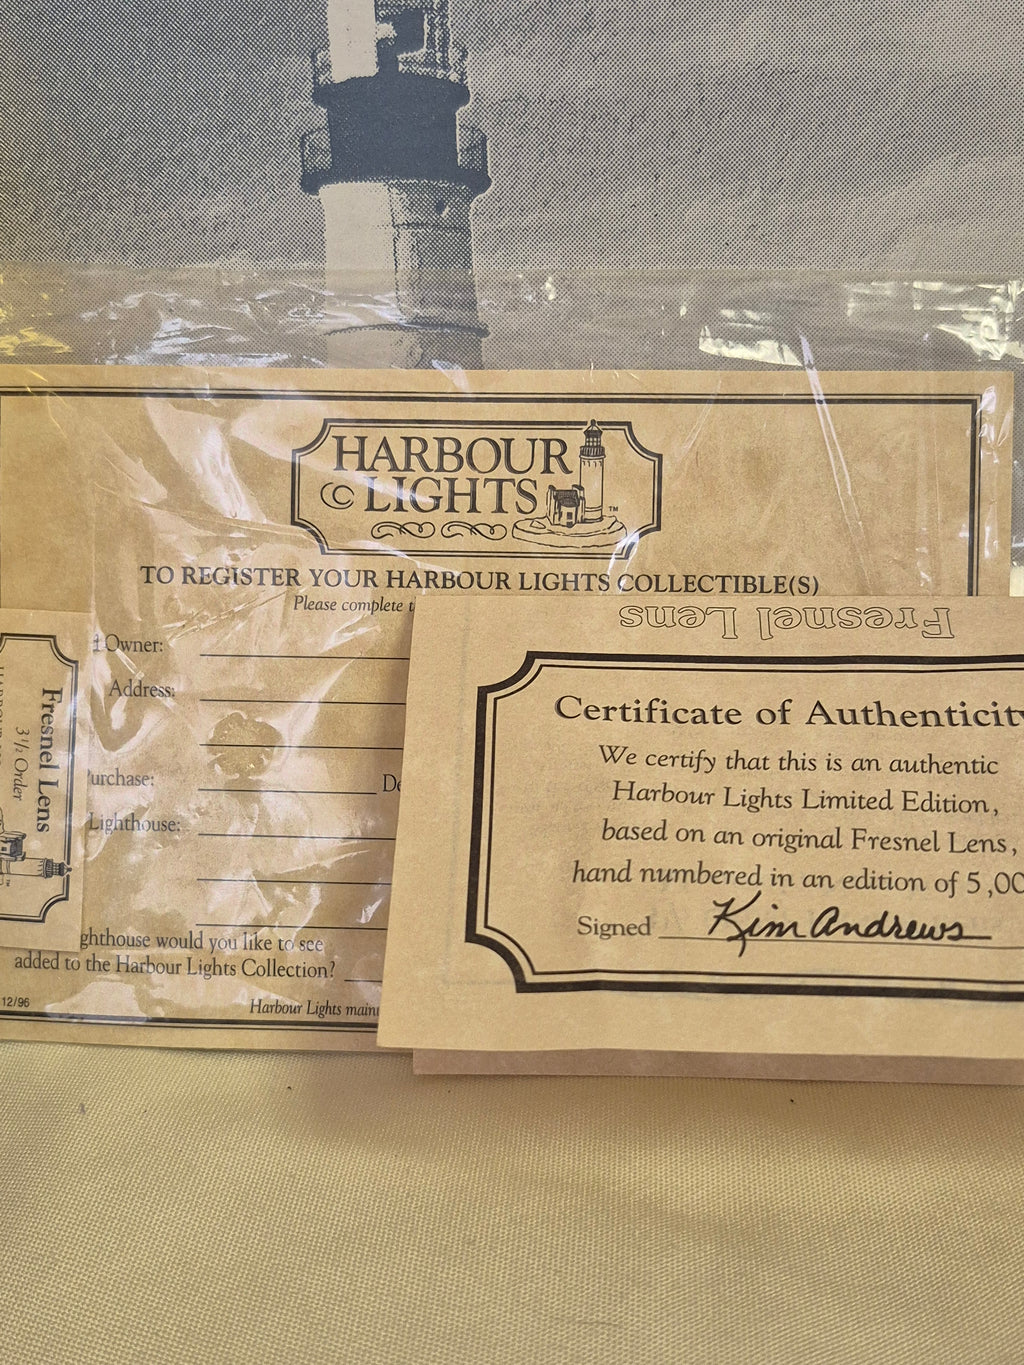 HARBOUR
LIGHTS
™
TO REGISTER YOUR HARBOUR LIGHTS COLLECTIBLE(S)
Please complete t
Owner:
Address:
urchase:
De
Lighthouse:
ghthouse would you like to see
added to the Harbour Lights Collection?
12/96
Harbour Lights main
Fresnel Lens
3 1/2 Order
Fresnel Lens
Certificate of Authenticity
We certify that this is an authentic
Harbour Lights Limited Edition,
based on an original Fresnel Lens,
hand numbered in an edition of 5,00
Signed Kim Andrews